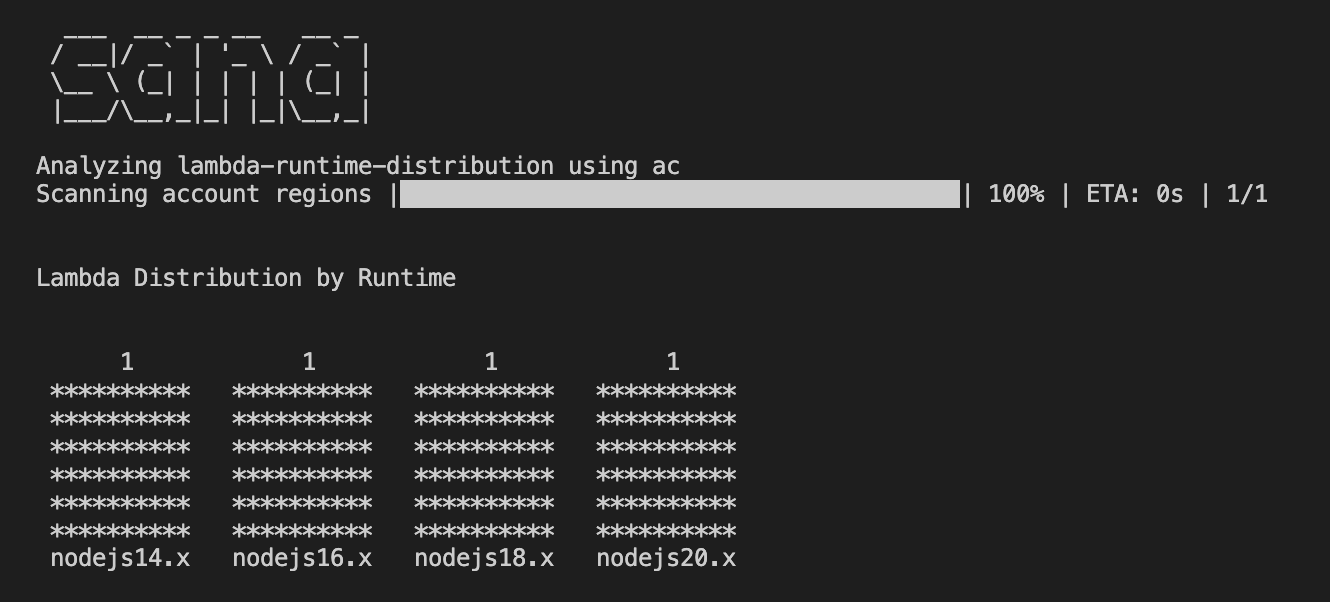 ___  __ _ _ __   __ _
/ __|/ _` | '_ \ / _` |
\__ \ (_| | | | | (_| |
|___/\__,_|_| |_|\__,_|
Analyzing lambda-runtime-distribution using ac
Scanning account regions |████████████████████████████████████████| 100% | ETA: 0s | 1/1
Lambda Distribution by Runtime
1 1 1 1
********** ********** ********** **********
********** ********** ********** **********
********** ********** ********** **********
********** ********** ********** **********
********** ********** ********** **********
********** ********** ********** **********
nodejs14.x nodejs16.x nodejs18.x nodejs20.x